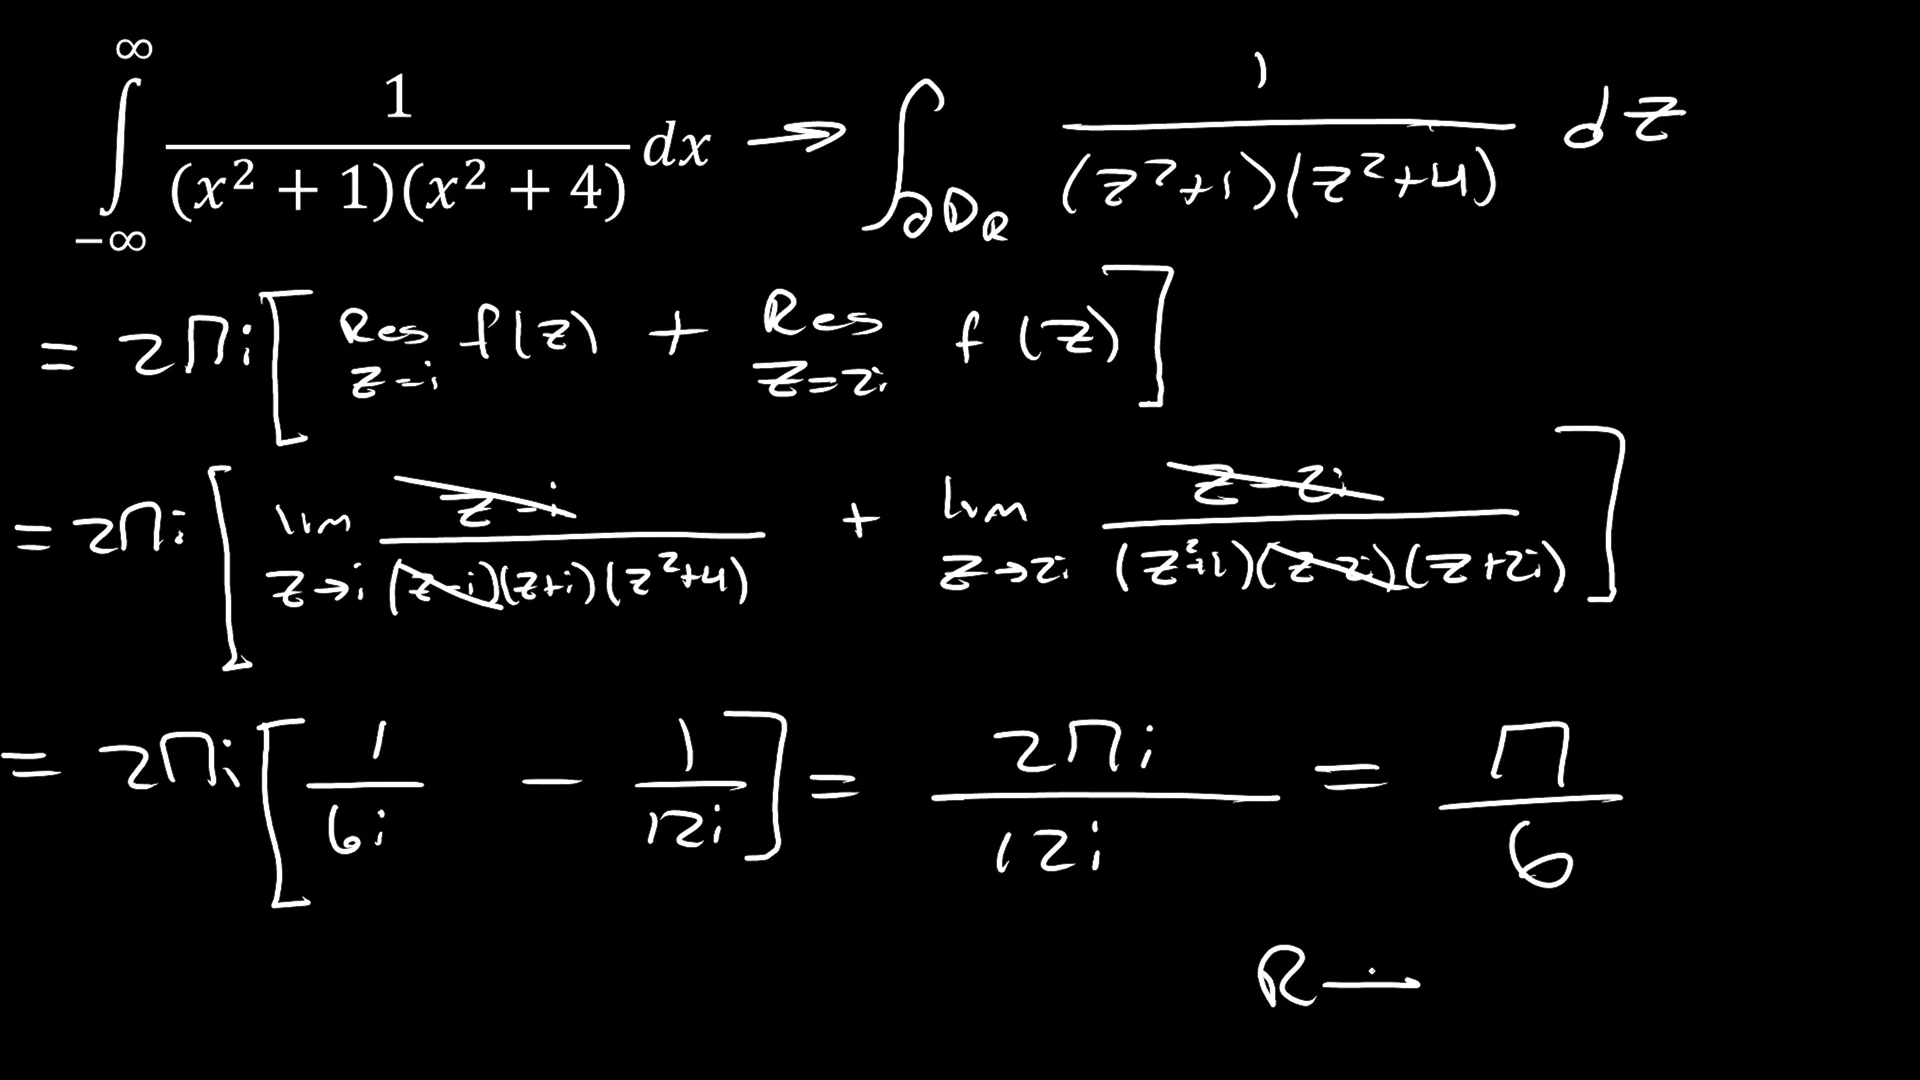 ∫_{-∞}^{∞} 1/((x² + 1)(x² + 4)) dx → ∫_{∂D_R} 1/((z²+1)(z²+4)) dz
= 2πi [ Res_{z=i} f(z) + Res_{z=2i} f(z) ]
= 2πi [ lim_{z→i} (z-i)/((z-i)(z+i)(z²+4)) + lim_{z→2i} (z-2i)/((z²+1)(z-2i)(z+2i)) ]
= 2πi [ 1/(6i) - 1/(12i) ] = 2πi/(12i) = π/6
R →